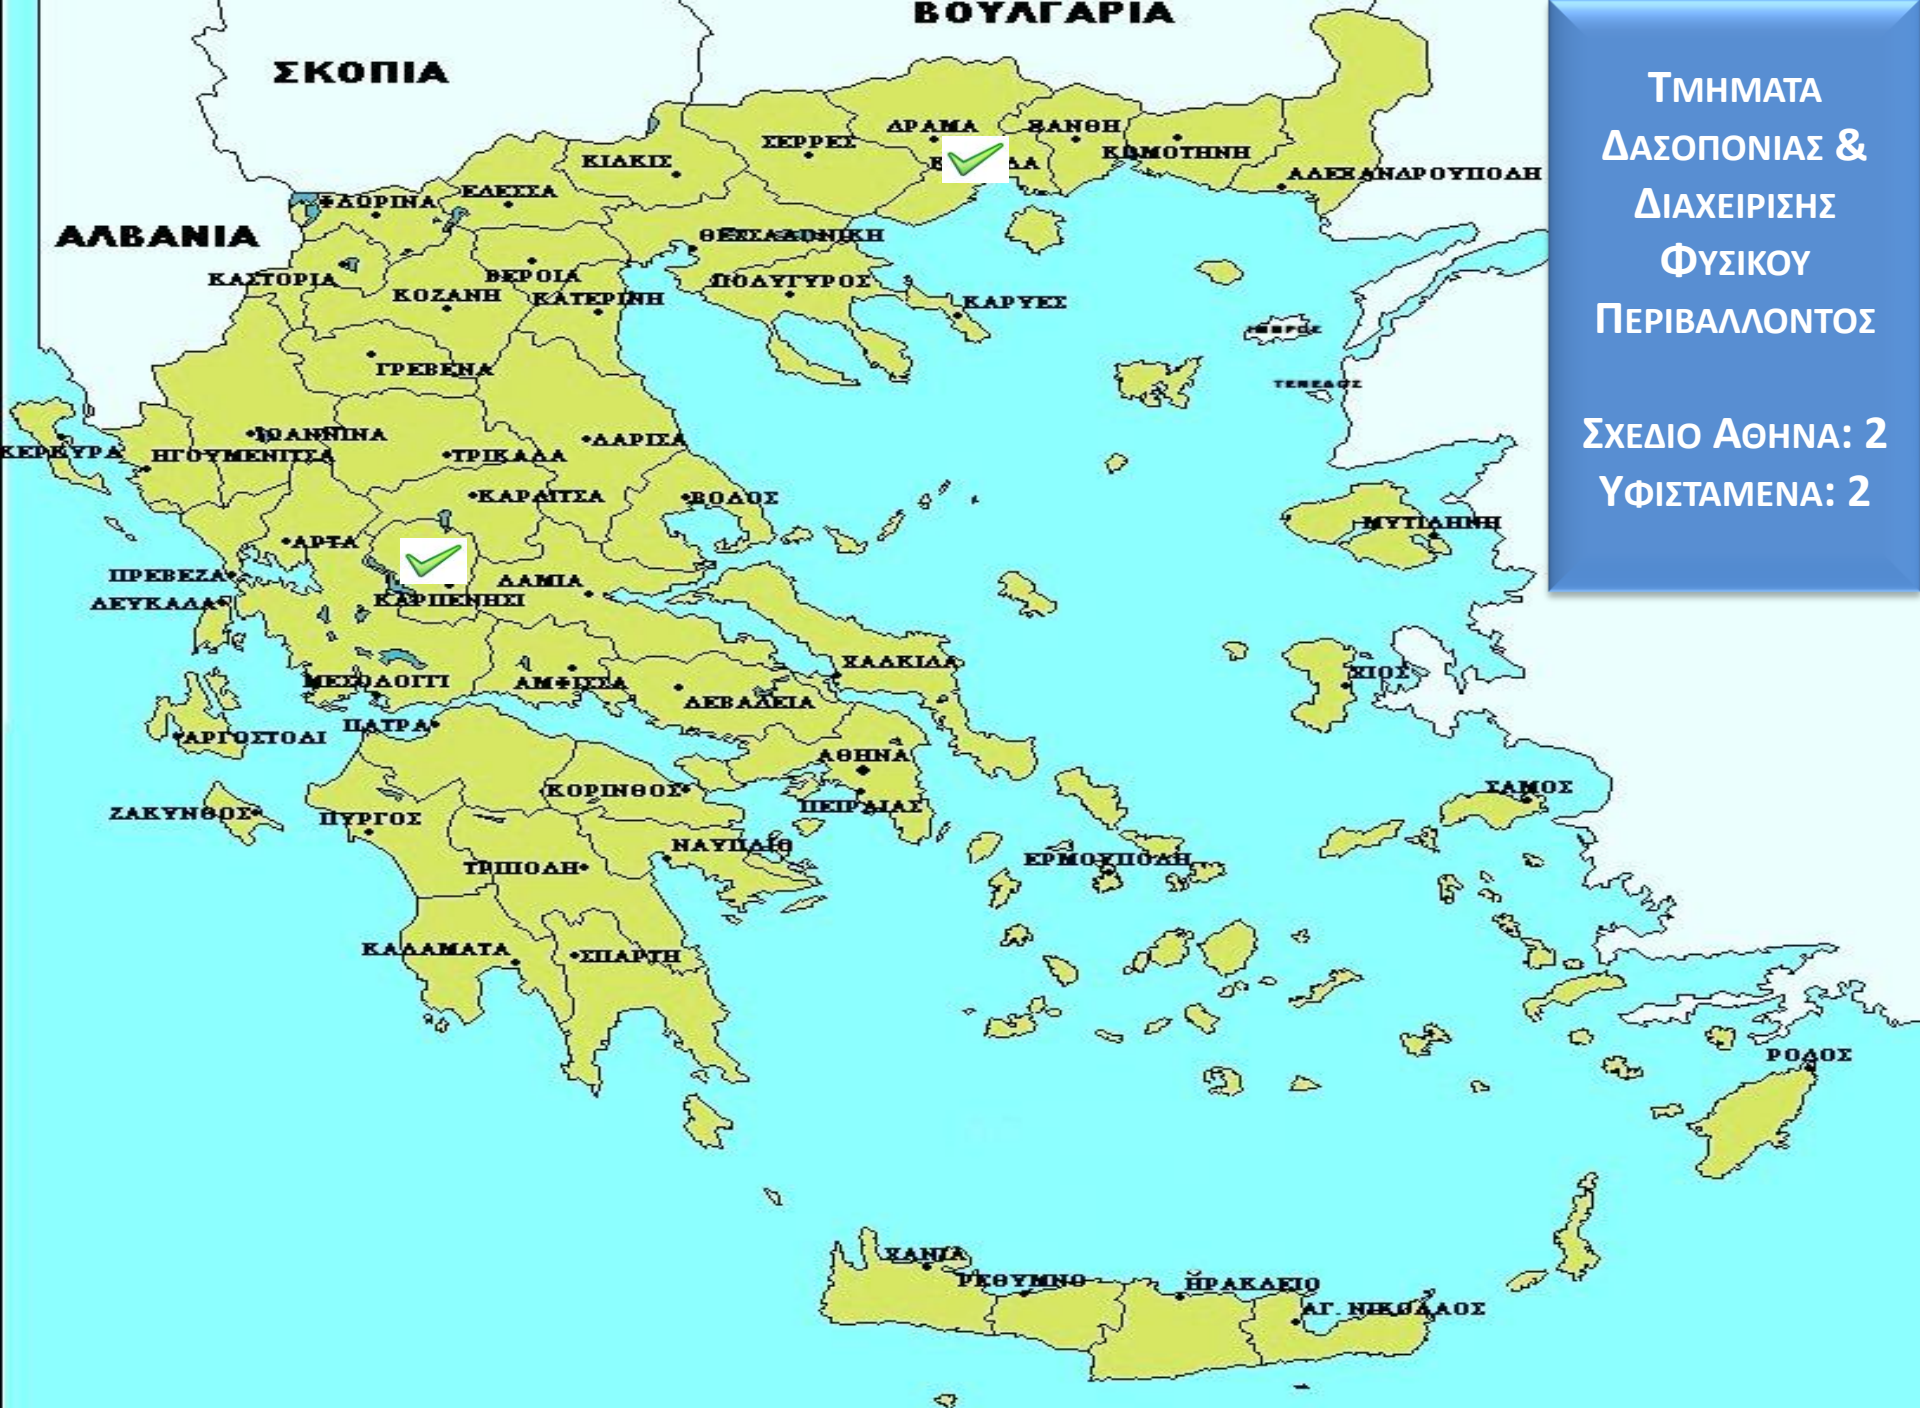 ΒΟΥΛΓΑΡΙΑ
ΣΚΟΠΙΑ
ΑΛΒΑΝΙΑ
ΤΜΗΜΑΤΑ
ΔΑΣΟΠΟΝΙΑΣ &
ΔΙΑΧΕΙΡΙΣΗΣ
ΦΥΣΙΚΟΥ
ΠΕΡΙΒΑΛΛΟΝΤΟΣ
ΣΧΕΔΙΟ ΑΘΗΝΑ: 2
ΥΦΙΣΤΑΜΕΝΑ: 2
ΔΡΑΜΑ
ΞΑΝΘΗ
ΣΕΡΡΕΣ
ΚΟΜΟΤΗΝΗ
ΚΙΛΚΙΣ
ΑΛΕΞΑΝΔΡΟΥΠΟΛΗ
ΕΔΕΣΣΑ
ΦΛΩΡΙΝΑ
ΘΕΣΣΑΛΟΝΙΚΗ
ΚΑΣΤΟΡΙΑ
ΒΕΡΟΙΑ
ΠΟΛΥΓΥΡΟΣ
ΚΟΖΑΝΗ
ΚΑΤΕΡΙΝΗ
ΚΑΡΥΕΣ
ΙΜΒΡΟΣ
ΓΡΕΒΕΝΑ
ΤΕΝΕΔΟΣ
ΙΩΑΝΝΙΝΑ
ΛΑΡΙΣΑ
ΚΕΡΚΥΡΑ
ΗΓΟΥΜΕΝΙΤΣΑ
ΤΡΙΚΑΛΑ
ΚΑΡΔΙΤΣΑ
ΒΟΛΟΣ
ΜΥΤΙΛΗΝΗ
ΑΡΤΑ
ΠΡΕΒΕΖΑ
ΛΑΜΙΑ
ΛΕΥΚΑΔΑ
ΚΑΡΠΕΝΗΣΙ
ΧΑΛΚΙΔΑ
ΧΙΟΣ
ΜΕΣΟΛΟΓΓΙ
ΑΜΦΙΣΣΑ
ΛΕΒΑΔΕΙΑ
ΠΑΤΡΑ
ΑΡΓΟΣΤΟΛΙ
ΑΘΗΝΑ
ΚΟΡΙΝΘΟΣ
ΣΑΜΟΣ
ΠΕΙΡΑΙΑΣ
ΖΑΚΥΝΘΟΣ
ΠΥΡΓΟΣ
ΝΑΥΠΛΙΟ
ΕΡΜΟΥΠΟΛΗ
ΤΡΙΠΟΛΗ
ΚΑΛΑΜΑΤΑ
ΣΠΑΡΤΗ
ΡΟΔΟΣ
ΧΑΝΙΑ
ΡΕΘΥΜΝΟ
ΗΡΑΚΛΕΙΟ
ΑΓ. ΝΙΚΟΛΑΟΣ